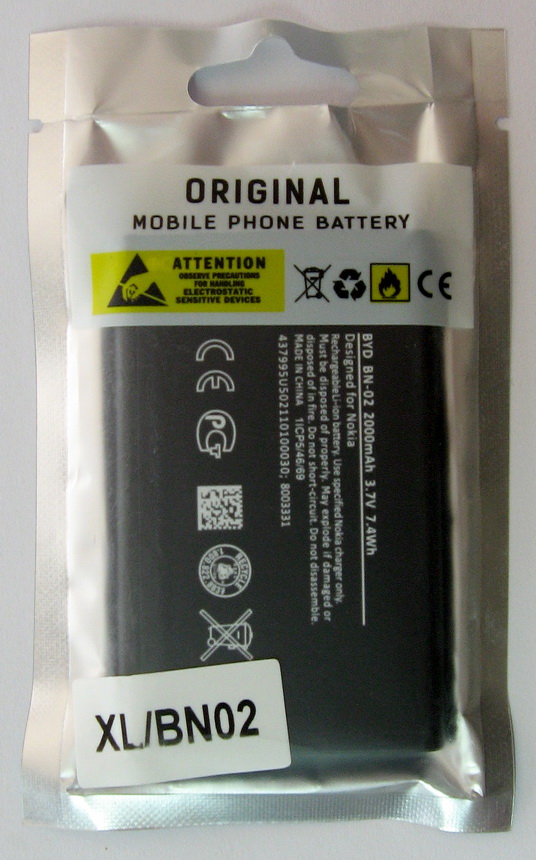 ORIGINAL
MOBILE PHONE BATTERY
ATTENTION
OBSERVE PRECAUTIONS
FOR HANDLING
ELECTROSTATIC
SENSITIVE DEVICES
CE
BYD BN-02 2000mAh 3.7V 7.4Wh
Designed for Nokia
Rechargeable Li-ion battery. Use specified Nokia charger only.
Must be disposed of properly. May explode if damaged or
disposed of in fire. Do not short-circuit. Do not disassemble.
MADE IN CHINA 1ICP5/46/69
437995U502110100030; 8003331
CE
XL/BN02